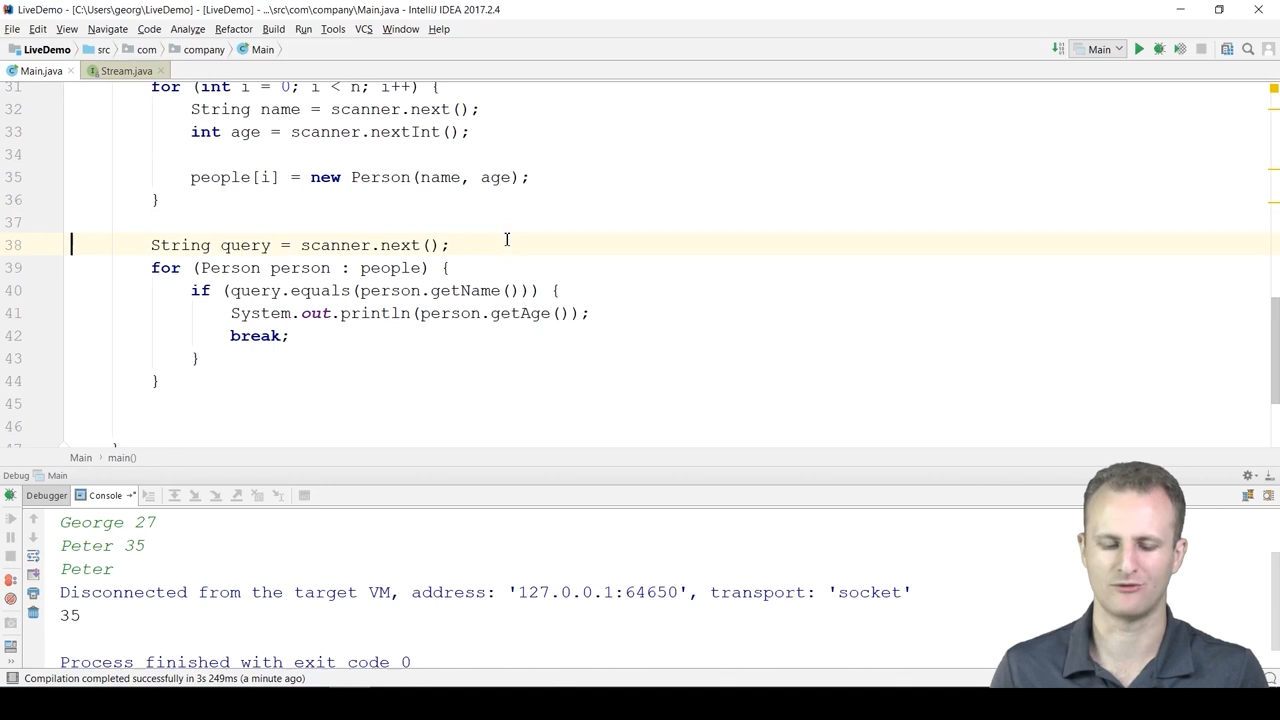 LiveDemo - [C:\Users\georg\LiveDemo] - [LiveDemo] - ...\src\com\company\Main.java - IntelliJ IDEA 2017.2.4
File Edit View Navigate Code Analyze Refactor Build Run Tools VCS Window Help
LiveDemo src com company Main Main
Main.java Stream.java
31 for (int i = 0; i < n; i++) {
32 String name = scanner.next();
33 int age = scanner.nextInt();
34
35 people[i] = new Person(name, age);
36 }
37
38 String query = scanner.next();
39 for (Person person : people) {
40 if (query.equals(person.getName())) {
41 System.out.println(person.getAge());
42 break;
43 }
44 }
45
46
47 }
Main main()
Debug Main
Debugger Console
George 27
Peter 35
Peter
Disconnected from the target VM, address: '127.0.0.1:64650', transport: 'socket'
35
Process finished with exit code 0
Compilation completed successfully in 3s 249ms (a minute ago)